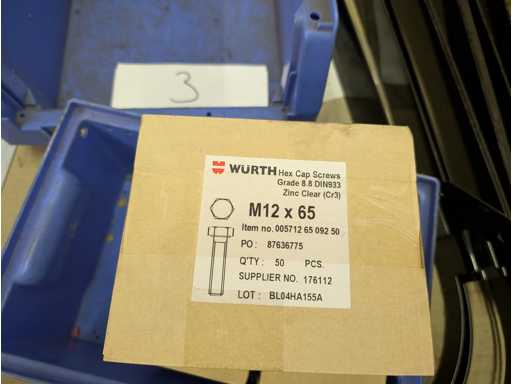 3
WÜRTH Hex Cap Screws
Grade 8.8 DIN933
Zinc Clear (Cr3)
M12 x 65
Item no. 005712 65 092 50
PO : 87636775
Q'TY : 50 PCS.
SUPPLIER NO. 176112
LOT : BL04HA155A